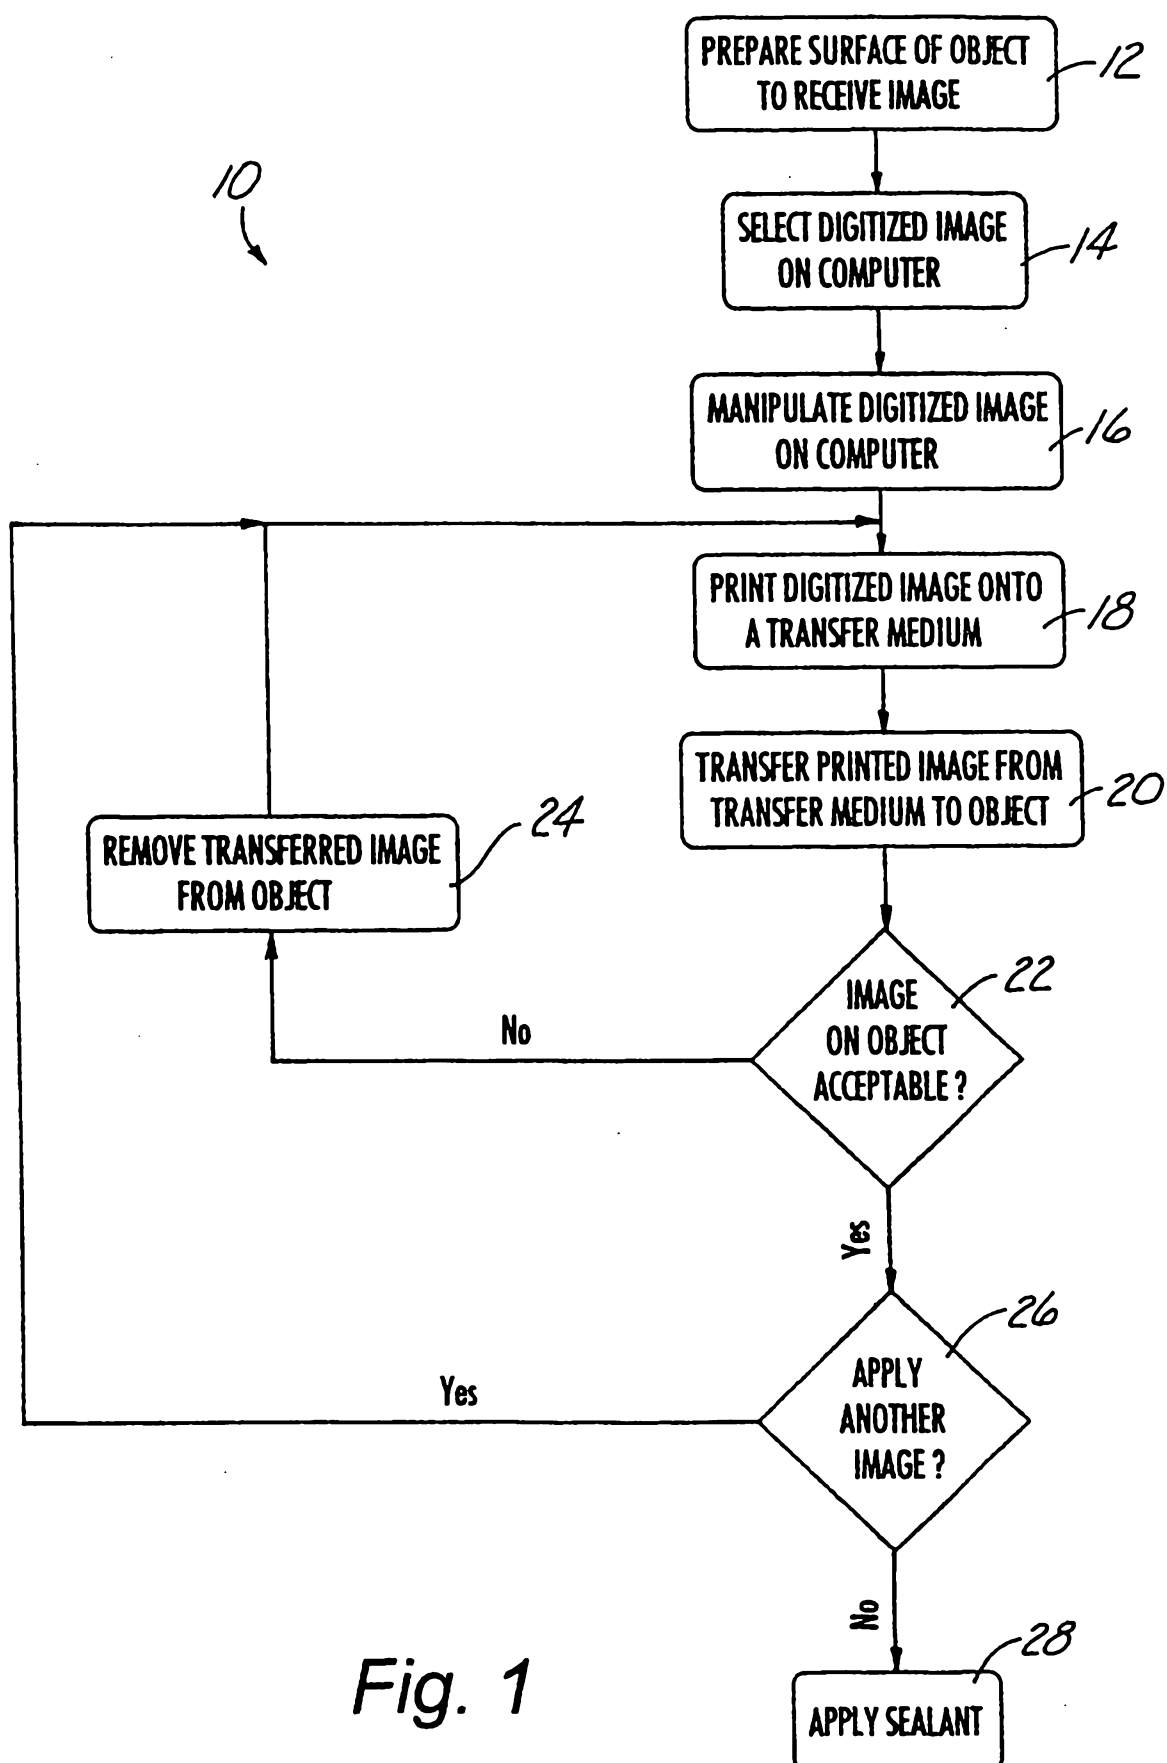 PREPARE SURFACE OF OBJECT
TO RECEIVE IMAGE
12
10
SELECT DIGITIZED IMAGE
ON COMPUTER
14
MANIPULATE DIGITIZED IMAGE
ON COMPUTER
16
PRINT DIGITIZED IMAGE ONTO
A TRANSFER MEDIUM
18
TRANSFER PRINTED IMAGE FROM
TRANSFER MEDIUM TO OBJECT
20
REMOVE TRANSFERRED IMAGE
FROM OBJECT
24
IMAGE
ON OBJECT
ACCEPTABLE ?
22
No
Yes
APPLY
ANOTHER
IMAGE ?
26
Yes
No
APPLY SEALANT
28
Fig. 1